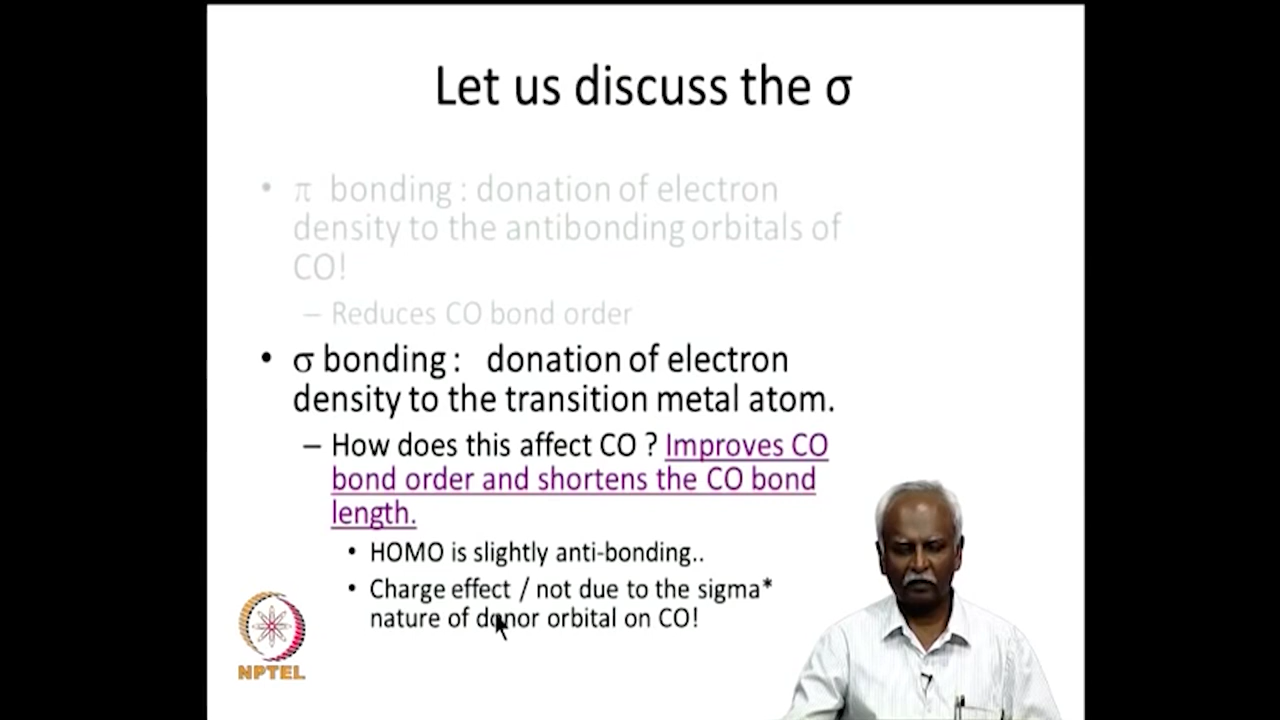 Let us discuss the σ
• π bonding : donation of electron
density to the antibonding orbitals of
CO!
– Reduces CO bond order
• σ bonding : donation of electron
density to the transition metal atom.
– How does this affect CO ? Improves CO
bond order and shortens the CO bond
length.
• HOMO is slightly anti-bonding..
• Charge effect / not due to the sigma*
nature of donor orbital on CO!
NPTEL